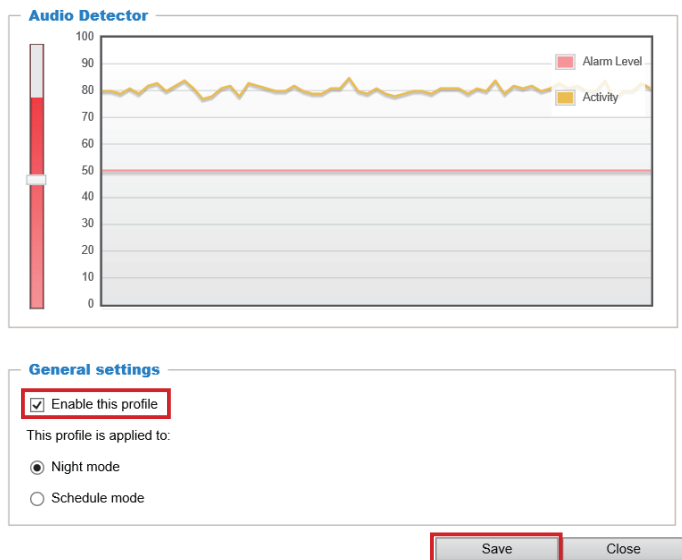 Audio Detector
100
90
80
70
60
50
40
30
20
10
0
Alarm Level
Activity
General settings
Enable this profile
This profile is applied to:
Night mode
Schedule mode
Save Close